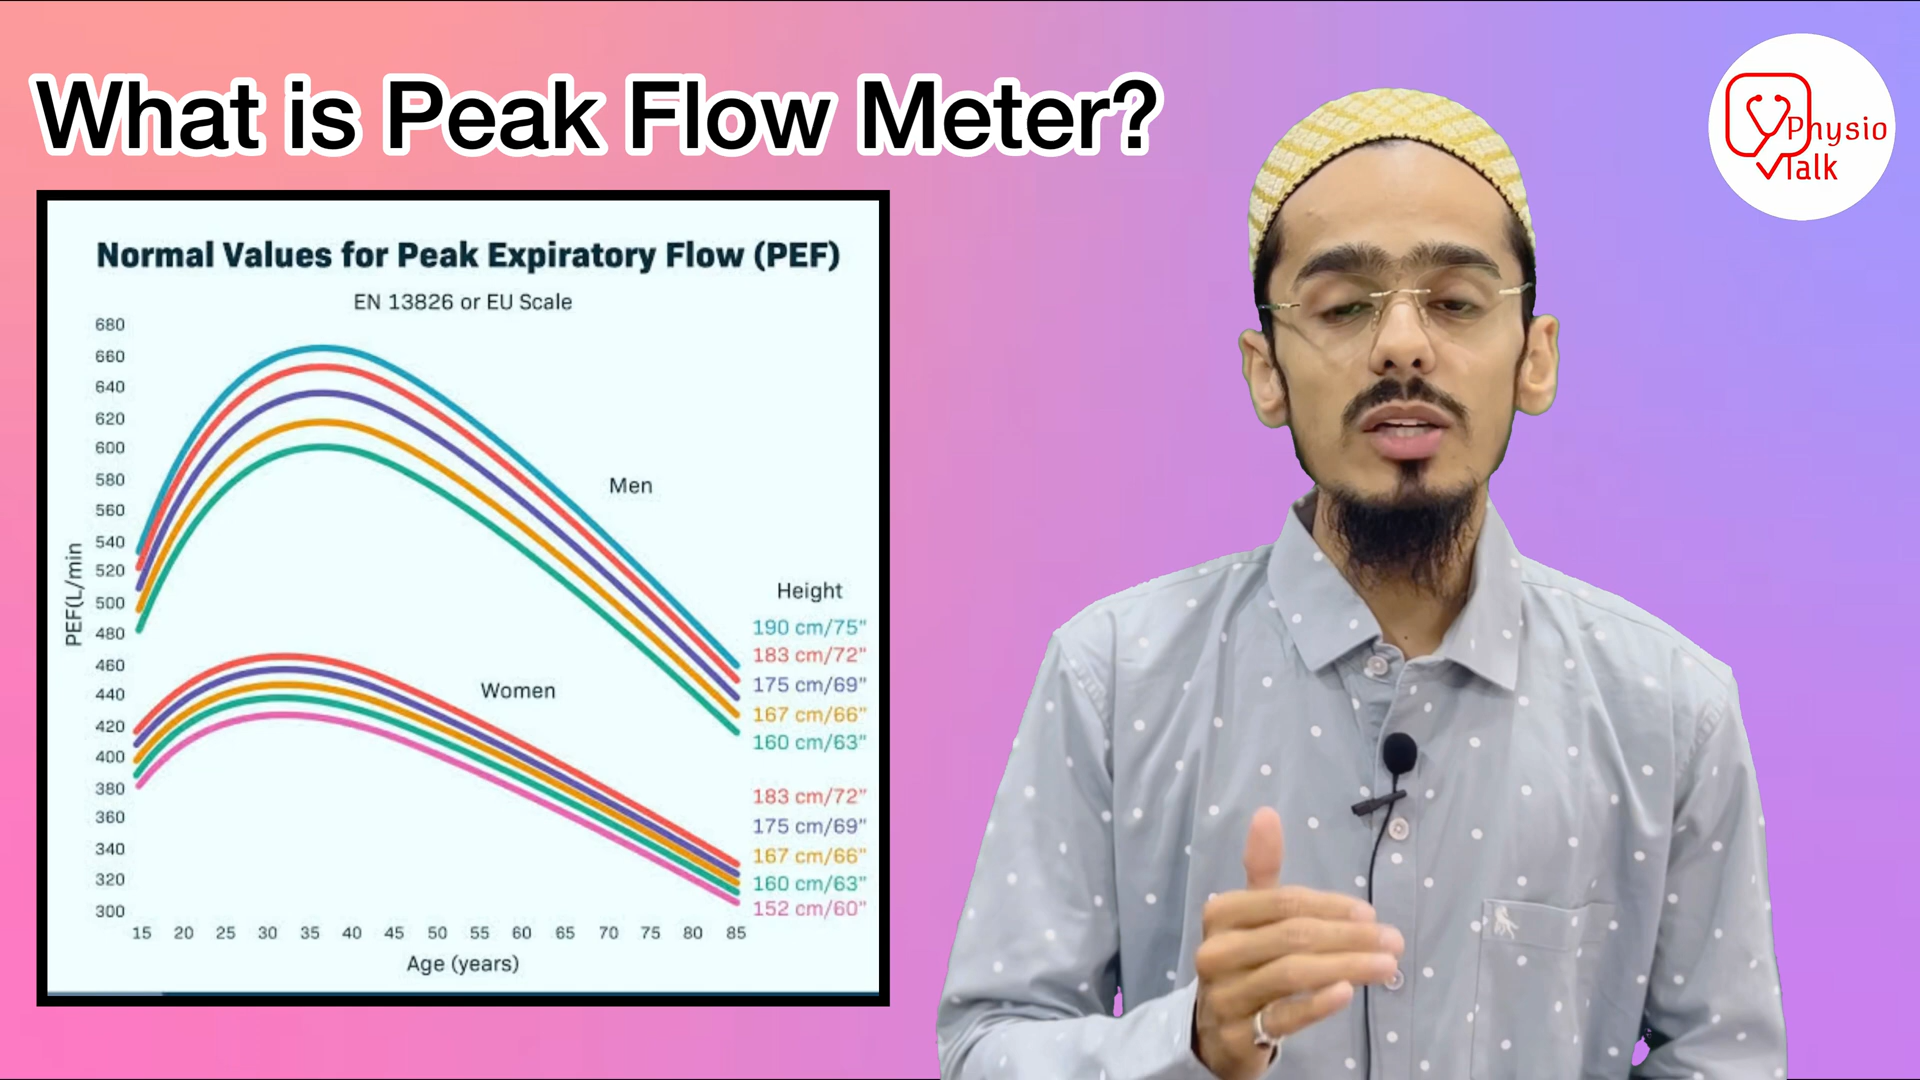 What is Peak Flow Meter?
Physio
Talk
Normal Values for Peak Expiratory Flow (PEF)
EN 13826 or EU Scale
680
660
640
620
600
580
560
540
520
500
480
460
440
420
400
380
360
340
320
300
PEF(L/min
Men
Women
Height
190 cm/75"
183 cm/72"
175 cm/69"
167 cm/66"
160 cm/63"
183 cm/72"
175 cm/69"
167 cm/66"
160 cm/63"
152 cm/60"
15 20 25 30 35 40 45 50 55 60 65 70 75 80 85
Age (years)